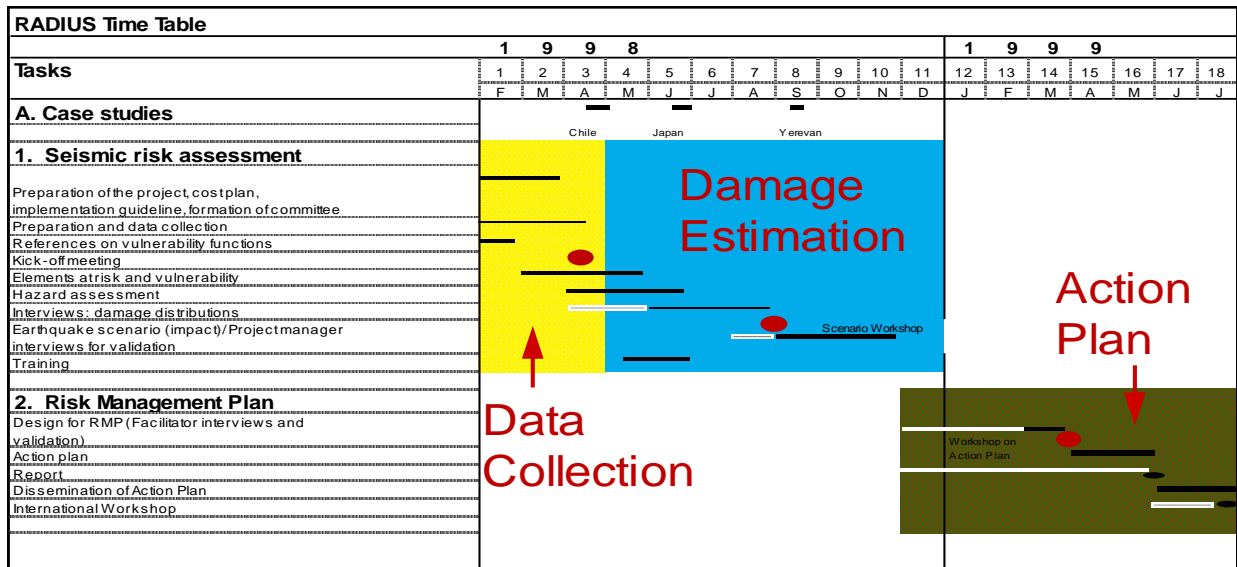 RADIUS Time Table
1 9 9 8 1 9 9 9
Tasks 1 2 3 4 5 6 7 8 9 10 11 12 13 14 15 16 17 18
F M A M J J A S O N D J F M A M J J
A. Case studies
Chile Japan Yerevan
1. Seismic risk assessment
Damage
Estimation
Preparation of the project, cost plan,
implementation guideline, formation of committee
Preparation and data collection
References on vulnerability functions
Kick-off meeting
Elements at risk and vulnerability
Hazard assessment
Interviews: damage distributions
Earthquake scenario (impact)/Project manager
interviews for validation
Scenario Workshop
Training
Action
Plan
Data
Collection
2. Risk Management Plan
Design for RMP (Facilitator interviews and
validation)
Workshop on
Action Plan
Action plan
Report
Dissemination of Action Plan
International Workshop